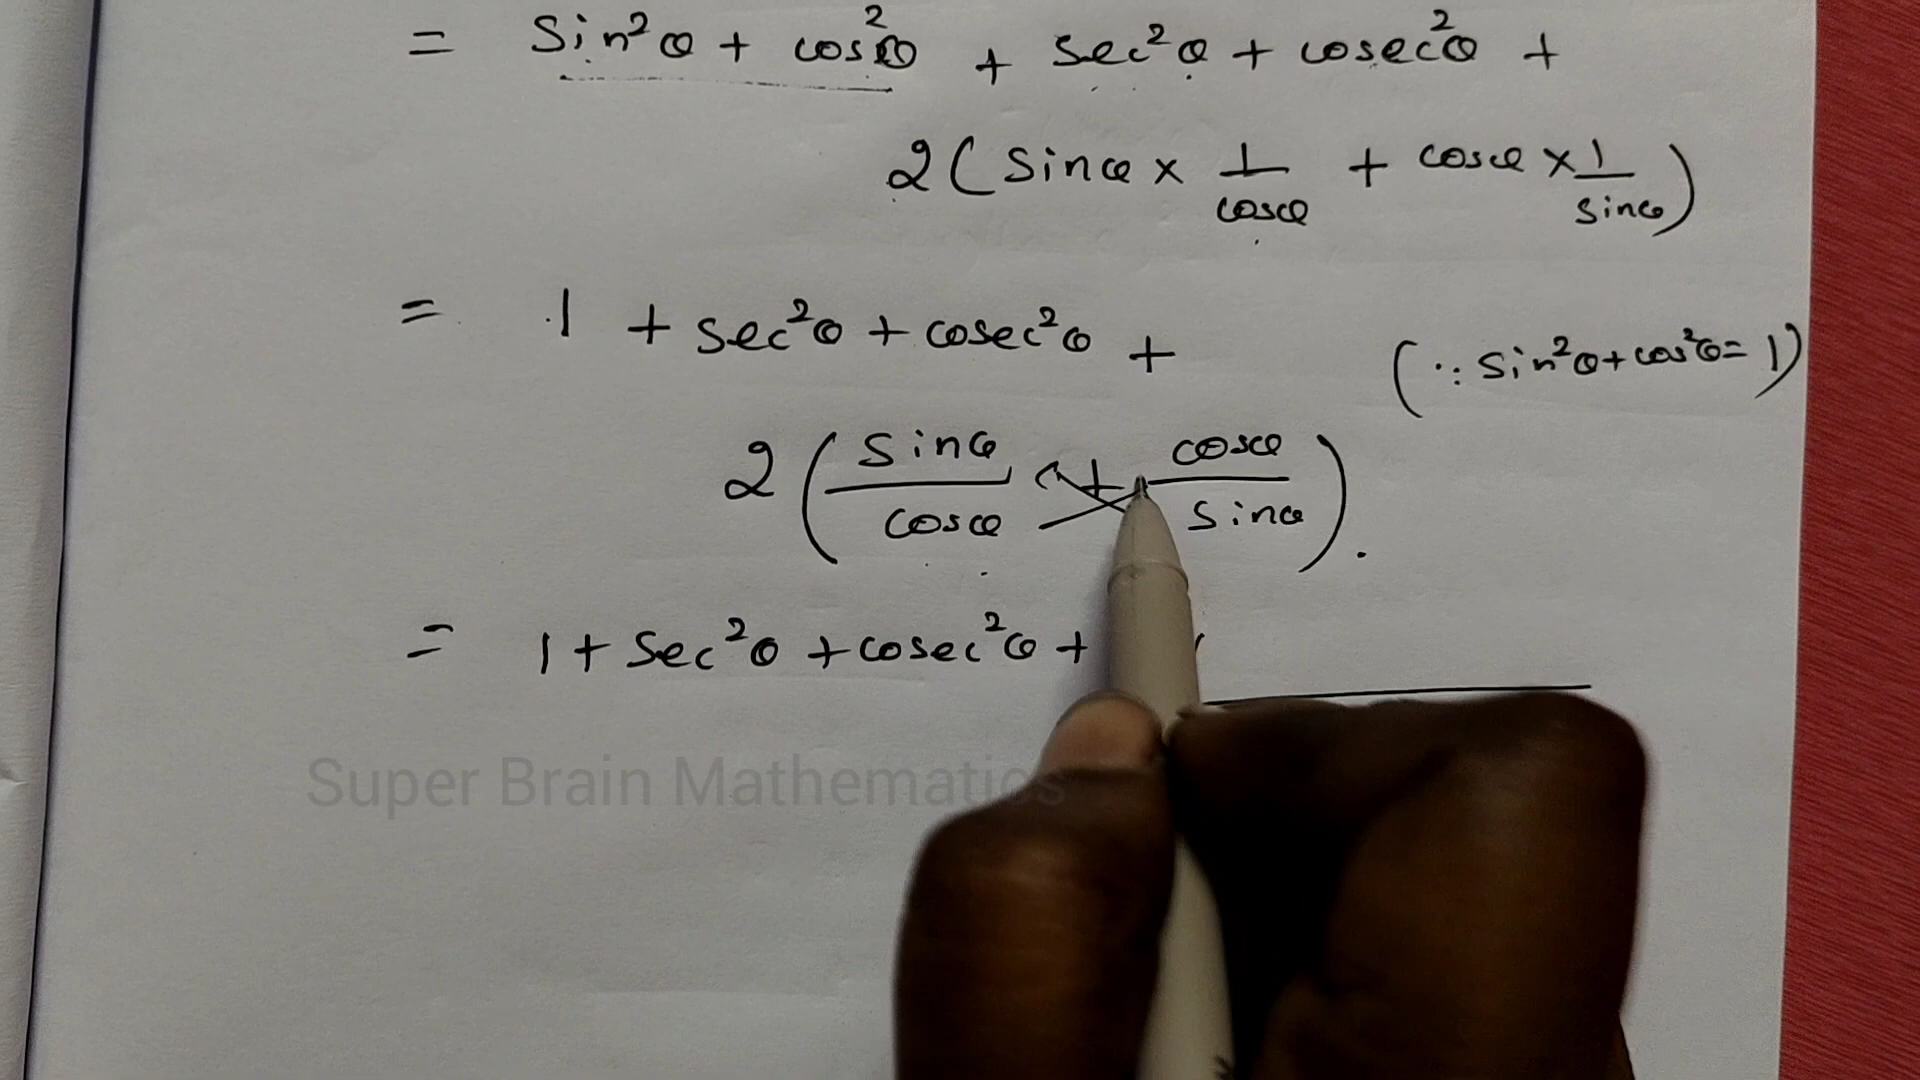 = Sin²θ + cos²θ + sec²θ + cosec²θ +
2(sinθ × 1/cosθ + cosθ × 1/sinθ)
= 1 + sec²θ + cosec²θ + (∵ sin²θ + cos²θ = 1)
2(sinθ/cosθ + cosθ/sinθ).
= 1 + sec²θ + cosec²θ +
Super Brain Mathematics